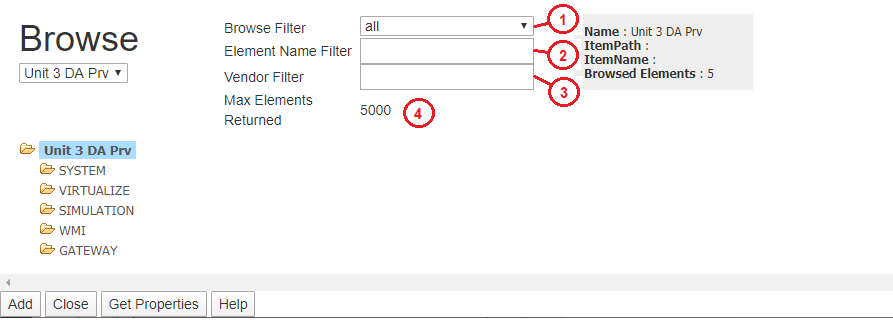 Browse
Unit 3 DA Prv
Browse Filter
all
1
Element Name Filter
2
Vendor Filter
3
Max Elements
Returned
5000
4
Name : Unit 3 DA Prv
ItemPath :
ItemName :
Browsed Elements : 5
Unit 3 DA Prv
SYSTEM
VIRTUALIZE
SIMULATION
WMI
GATEWAY
Add Close Get Properties Help